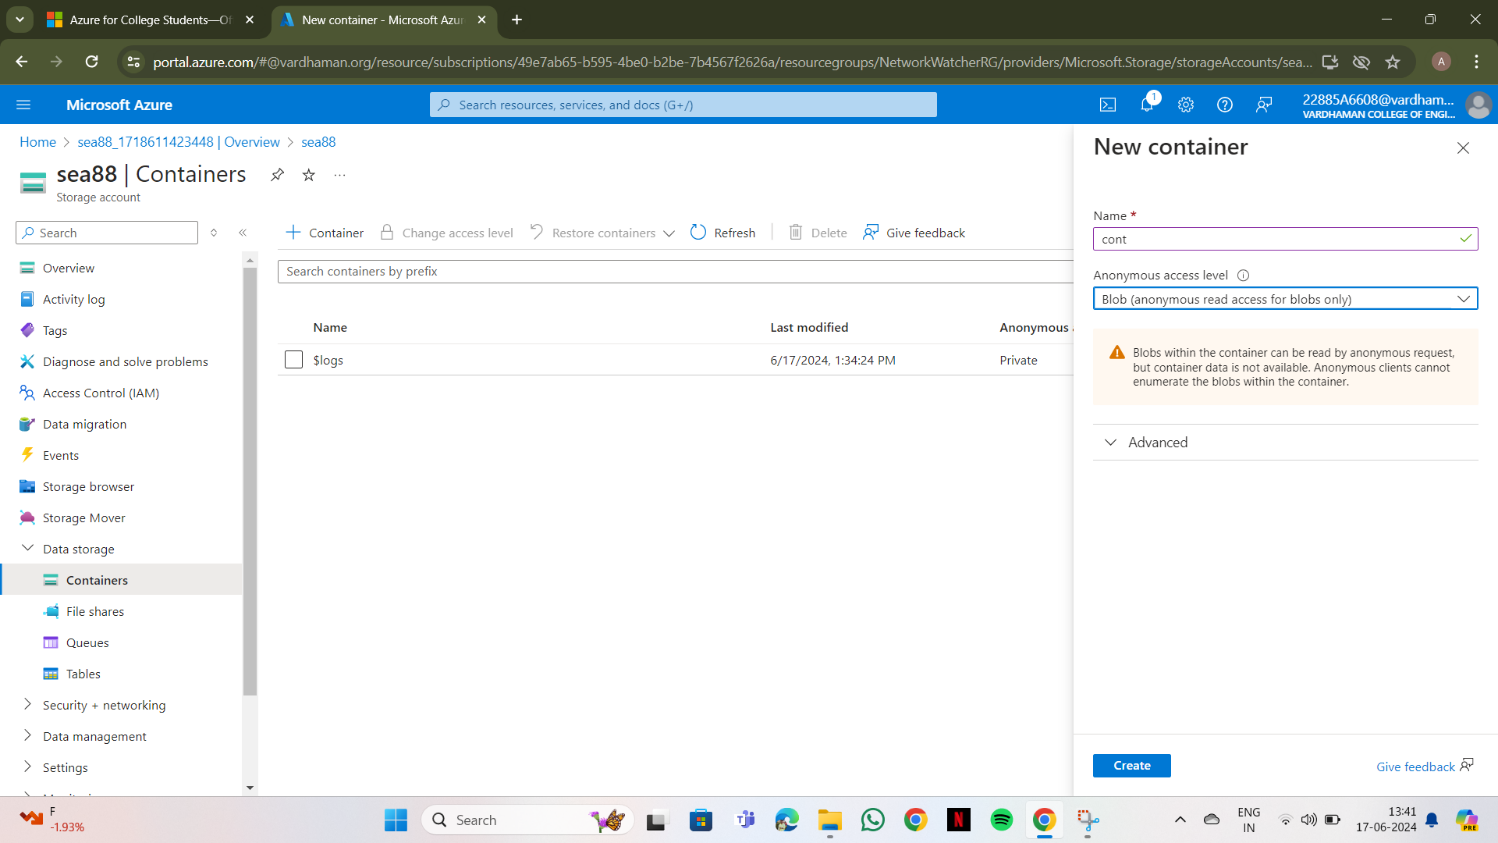 Azure for College Students—Of
New container - Microsoft Azur
portal.azure.com/#@vardhaman.org/resource/subscriptions/49e7ab65-b595-4be0-b2be-7b4567f2626a/resourcegroups/NetworkWatcherRG/providers/Microsoft.Storage/storageAccounts/sea...
A
Microsoft Azure
Search resources, services, and docs (G+/)
1
22885A6608@vardham...
VARDHAMAN COLLEGE OF ENGI...
Home > sea88_1718611423448 | Overview > sea88
sea88 | Containers
Storage account
Search
Overview
Activity log
Tags
Diagnose and solve problems
Access Control (IAM)
Data migration
Events
Storage browser
Storage Mover
Data storage
Containers
File shares
Queues
Tables
Security + networking
Data management
Settings
Container
Change access level
Restore containers
Refresh
Delete
Give feedback
Search containers by prefix
Name
Last modified
Anonymous
$logs
6/17/2024, 1:34:24 PM
Private
New container
Name *
cont
Anonymous access level
Blob (anonymous read access for blobs only)
Blobs within the container can be read by anonymous request,
but container data is not available. Anonymous clients cannot
enumerate the blobs within the container.
Advanced
Create
Give feedback
F
-1.93%
Search
N
ENG
IN
13:41
17-06-2024
PRE